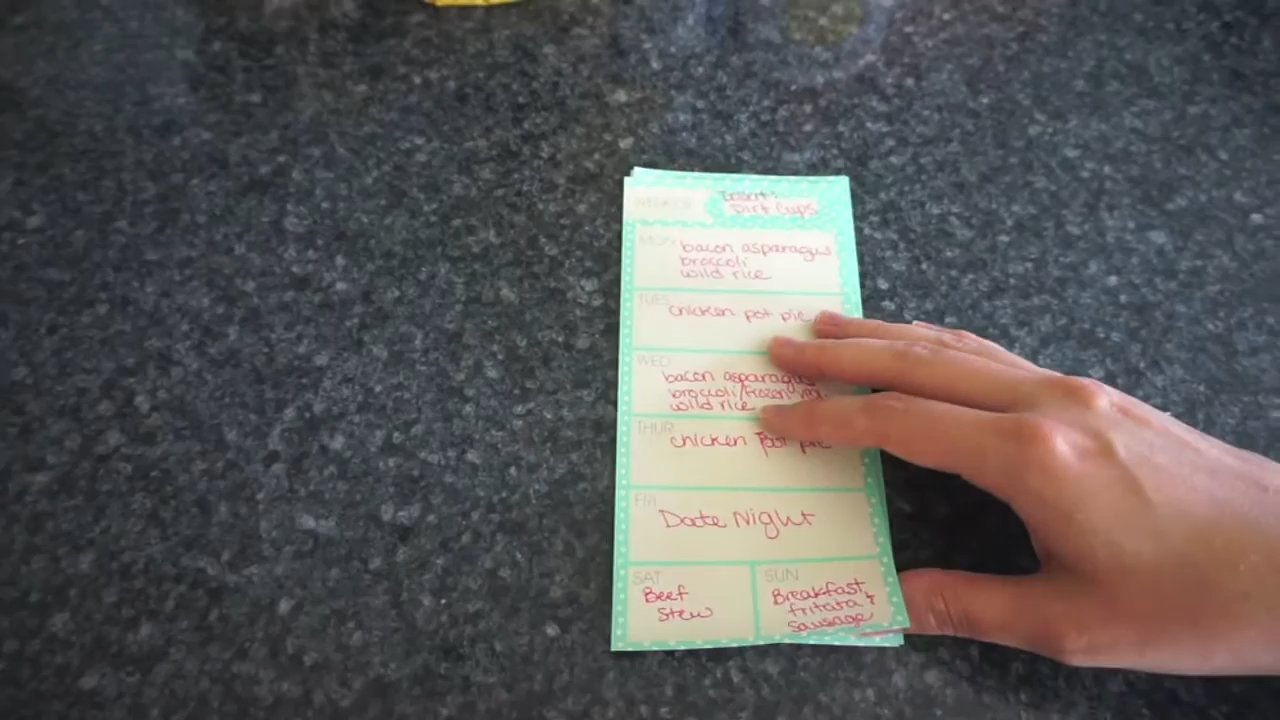 WEEK OF
Dessert:
Dirt Cups
MON
bacon asparagus
broccoli
wild rice
TUES
chicken pot pie
WED
bacon asparagus
broccoli/frozen
wild rice
THUR
chicken pot pie
FRI
Date Night
SAT
Beef
Stew
SUN
Breakfast,
fritata &
sausage